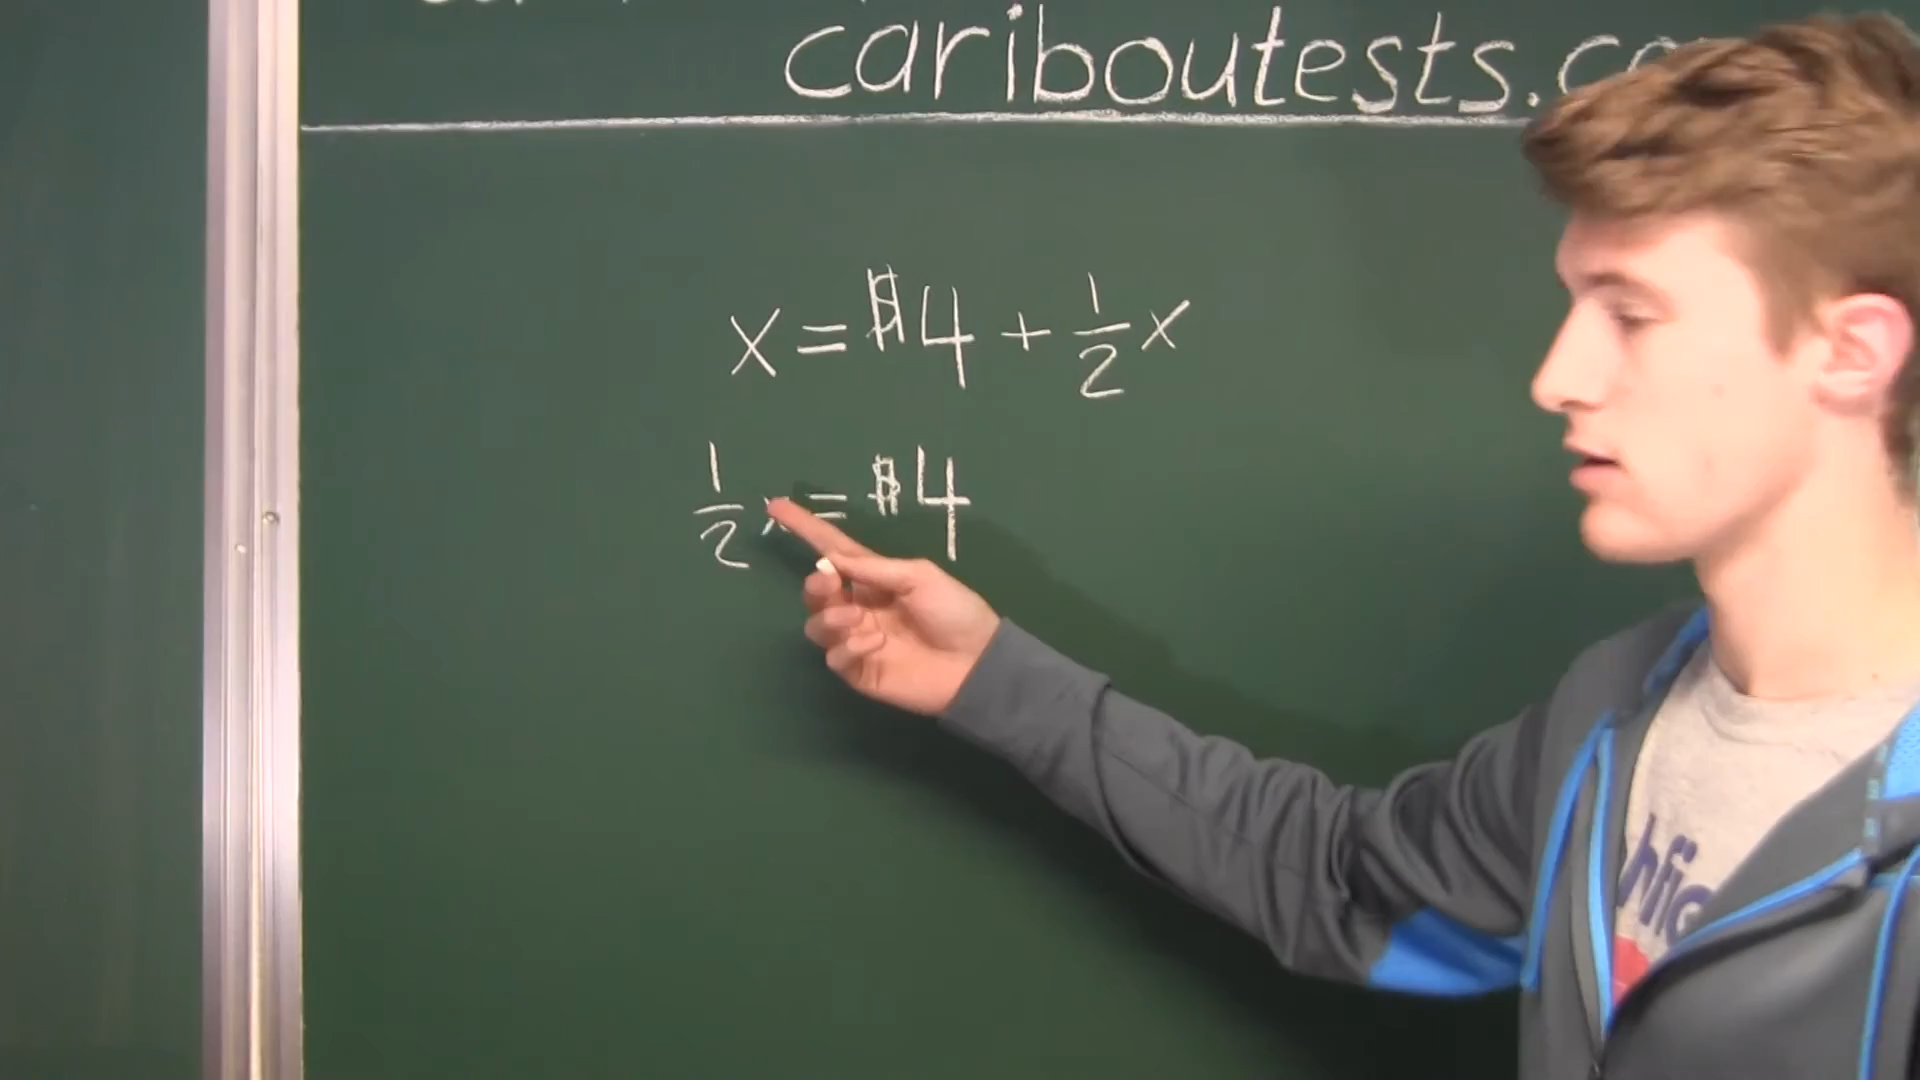 cariboutests.co
x = $4 + 1/2 x
1/2 x = $4